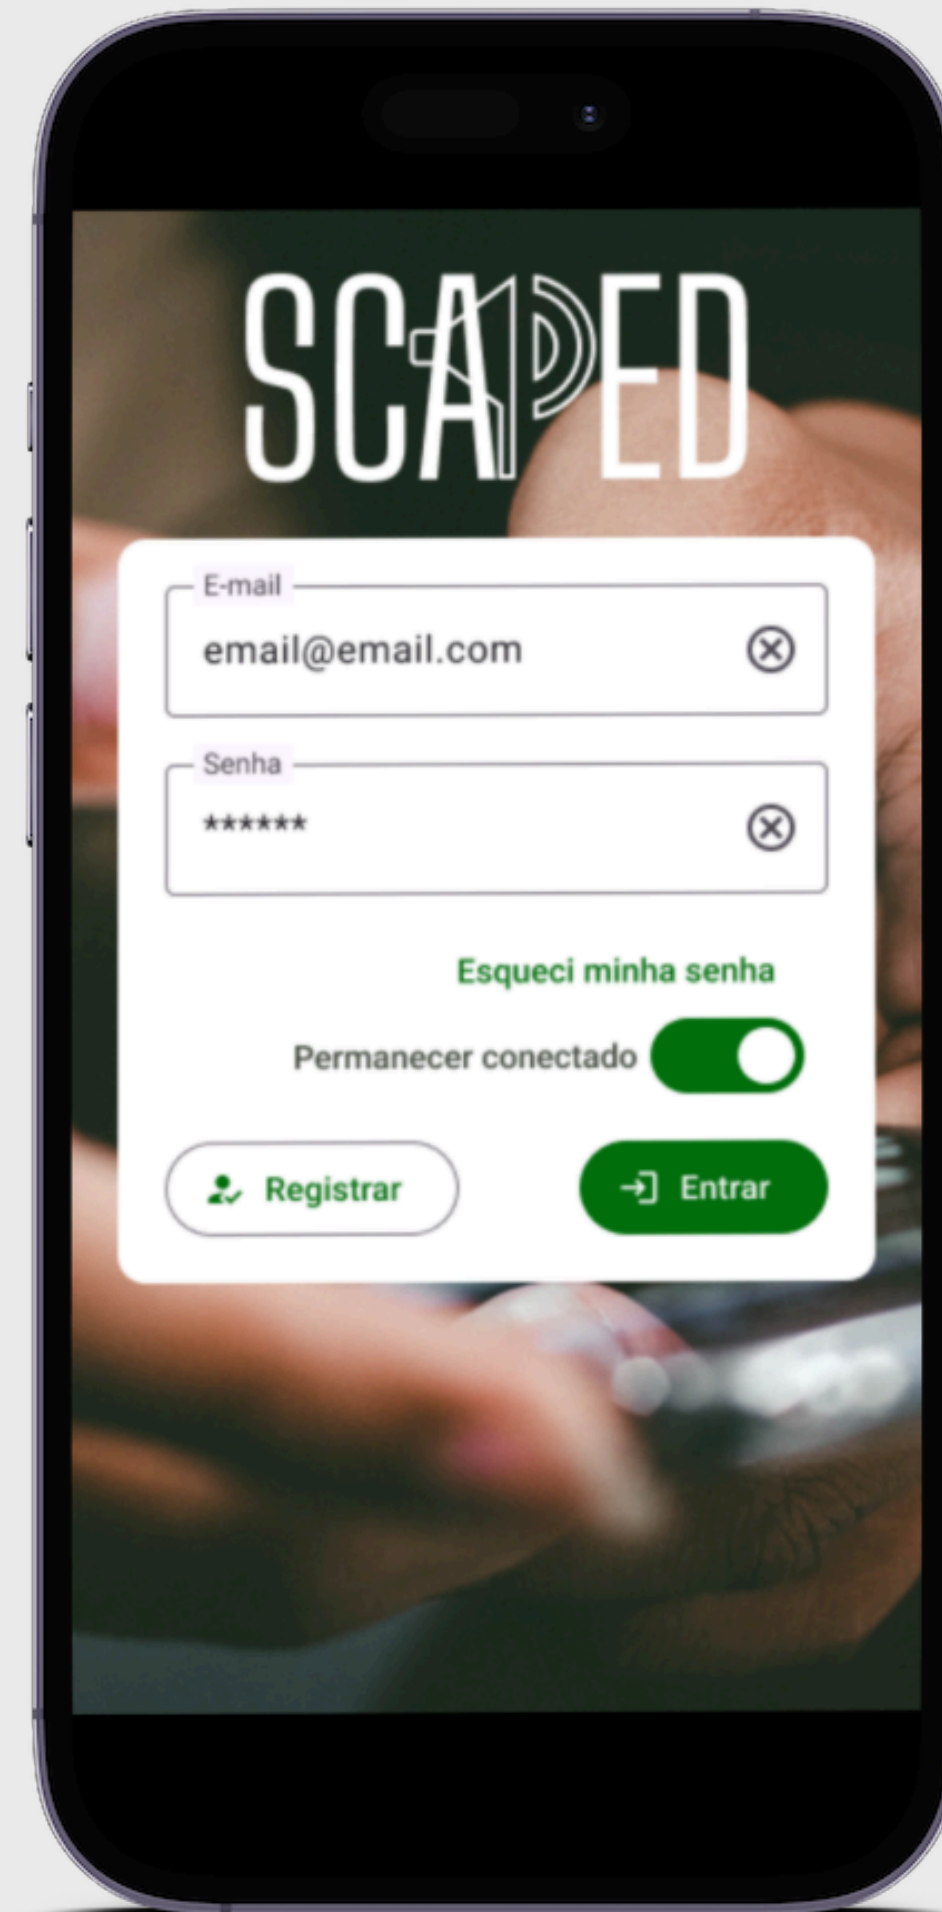 SCAPED
E-mail
email@email.com
Senha
******
Esqueci minha senha
Permanecer conectado
Registrar
Entrar